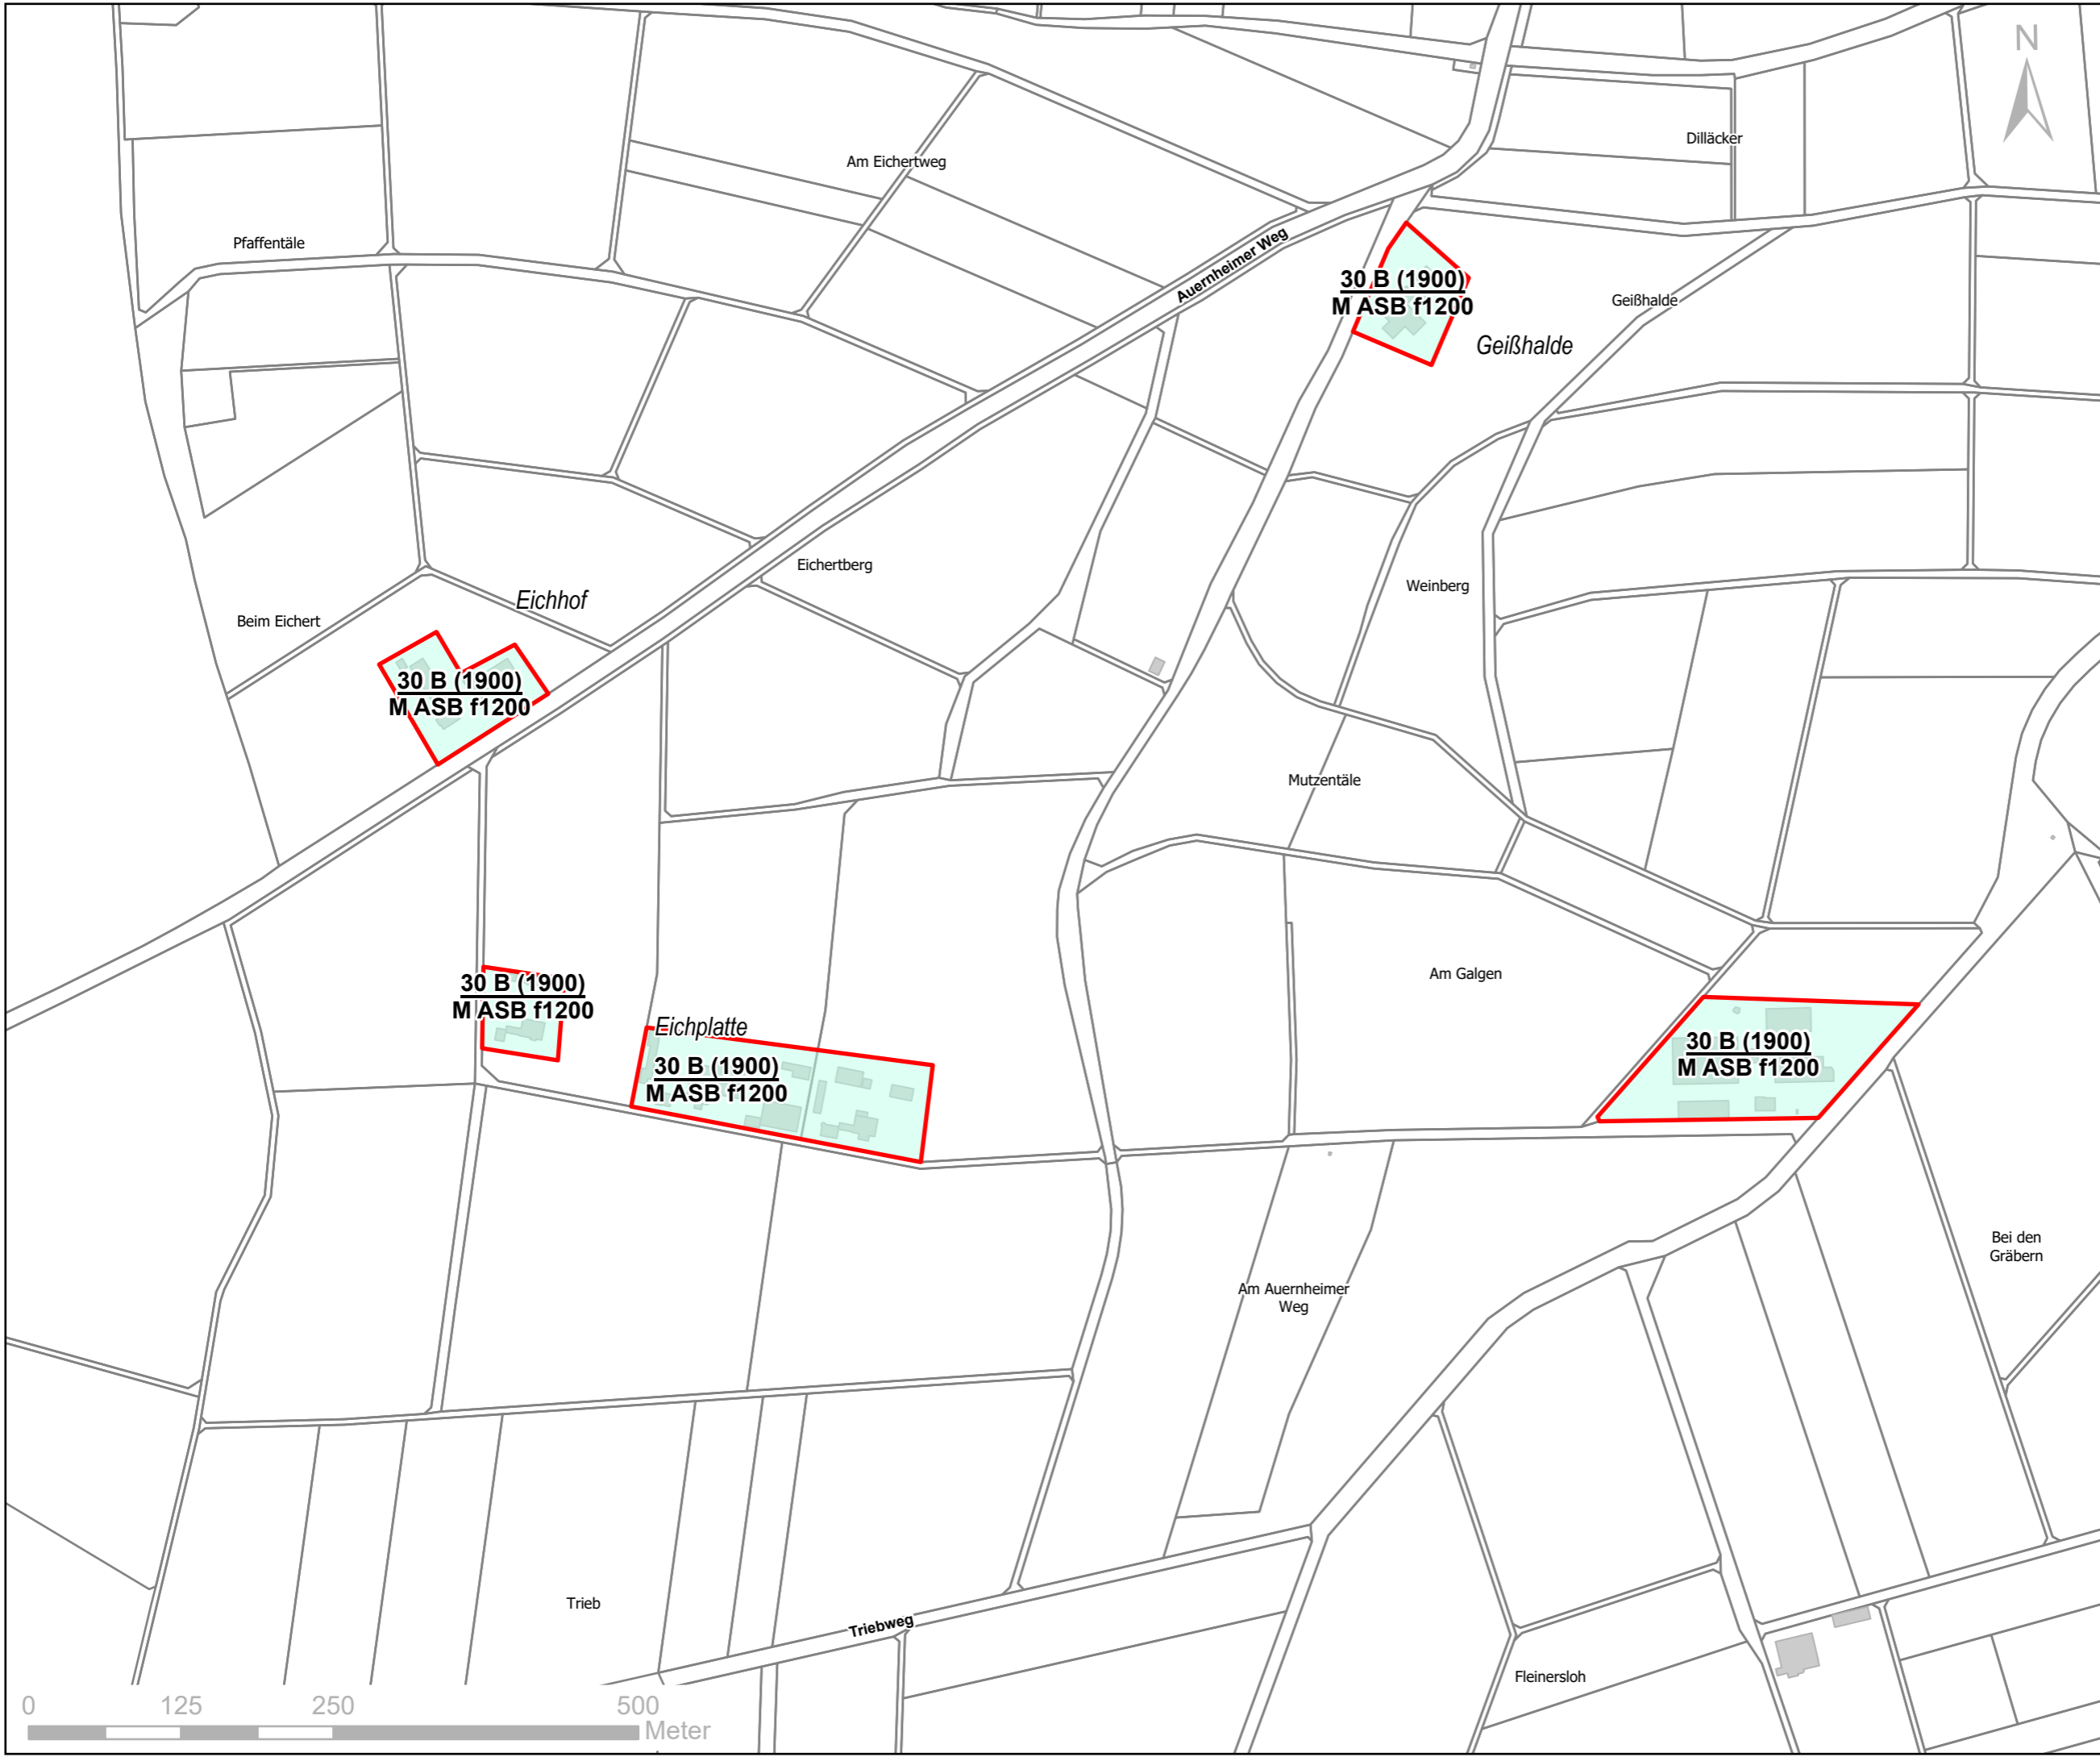 N
Dilläcker
Am Eichertweg
Pfaffentäle
Auernheimer Weg
30 B (1900)
M ASB f1200
Geißhalde
Geißhalde
Eichertberg
Weinberg
Eichhof
Beim Eichert
30 B (1900)
M ASB f1200
Mutzentäle
Am Galgen
30 B (1900)
M ASB f1200
Eichplatte
30 B (1900)
M ASB f1200
30 B (1900)
M ASB f1200
Bei den
Gräbern
Am Auernheimer
Weg
Trieb
Triebweg
Fleinersloh
0 125 250 500
Meter